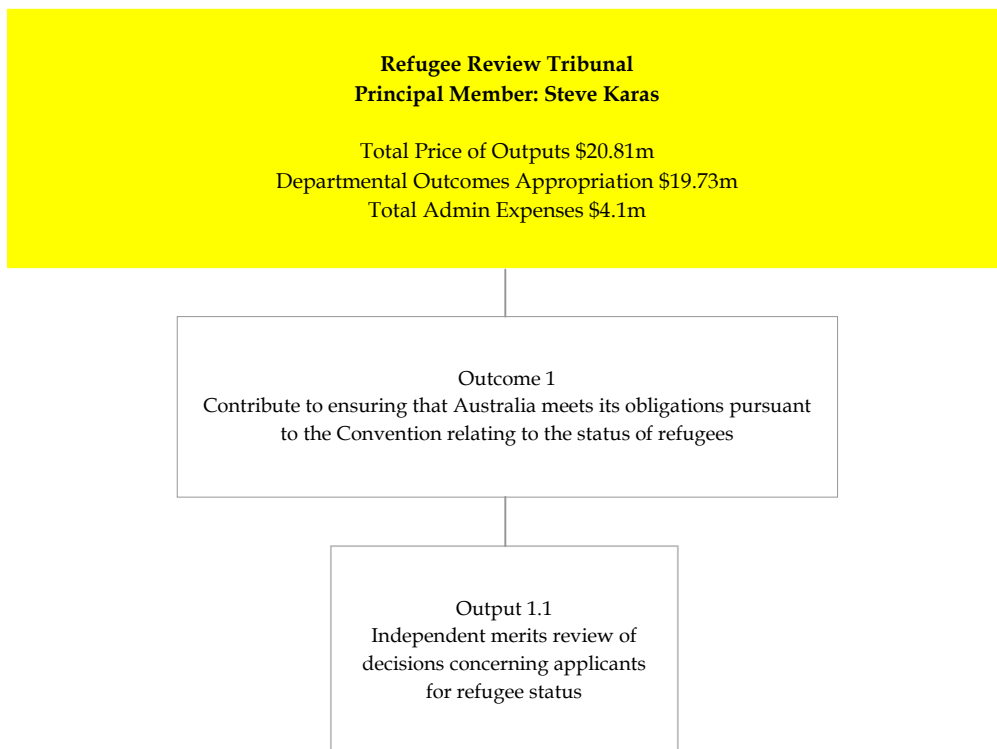 Refugee Review Tribunal
Principal Member: Steve Karas
Total Price of Outputs $20.81m
Departmental Outcomes Appropriation $19.73m
Total Admin Expenses $4.1m
Outcome 1
Contribute to ensuring that Australia meets its obligations pursuant
to the Convention relating to the status of refugees
Output 1.1
Independent merits review of
decisions concerning applicants
for refugee status